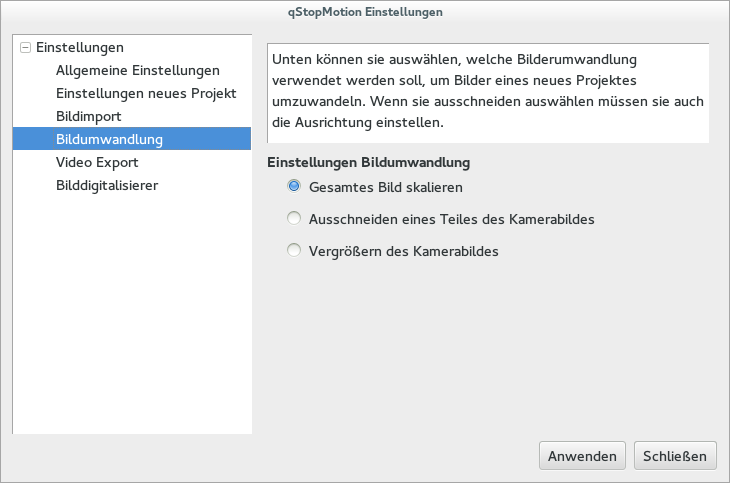 qStopMotion Einstellungen
Einstellungen
Allgemeine Einstellungen
Einstellungen neues Projekt
Bildimport
Bildumwandlung
Video Export
Bilddigitalisierer
Unten können sie auswählen, welche Bilderumwandlung
verwendet werden soll, um Bilder eines neues Projektes
umzuwandeln. Wenn sie ausschneiden auswählen müssen sie auch
die Ausrichtung einstellen.
Einstellungen Bildumwandlung
Gesamtes Bild skalieren
Ausschneiden eines Teiles des Kamerabildes
Vergrößern des Kamerabildes
Anwenden
Schließen